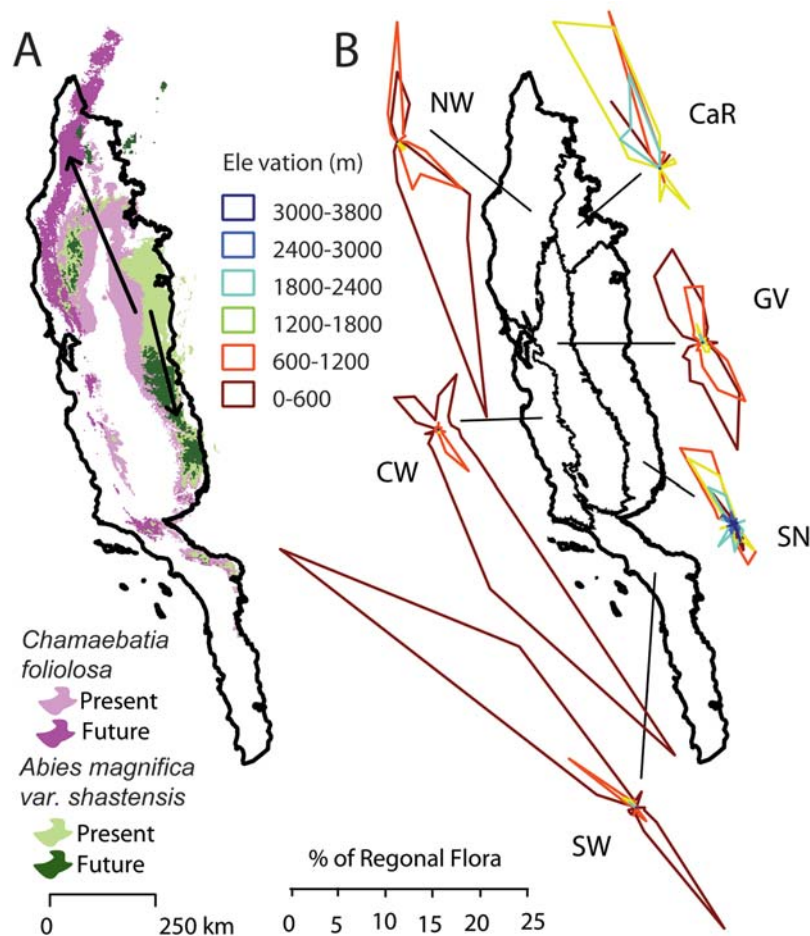 A
B
NW
CaR
Ele vation (m)
3000-3800
2400-3000
1800-2400
1200-1800
600-1200
0-600
GV
CW
SN
SW
Chamaebatia
foliolosa
Present
Future
Abies magnifica
var. shastensis
Present
Future
0 250 km
% of Regonal Flora
0 5 10 15 20 25